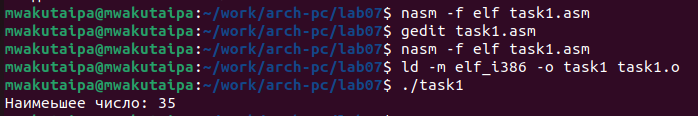 mwakutaipa@mwakutaipa:~/work/arch-pc/lab07$ nasm -f elf task1.asm
mwakutaipa@mwakutaipa:~/work/arch-pc/lab07$ gedit task1.asm
mwakutaipa@mwakutaipa:~/work/arch-pc/lab07$ nasm -f elf task1.asm
mwakutaipa@mwakutaipa:~/work/arch-pc/lab07$ ld -m elf_i386 -o task1 task1.o
mwakutaipa@mwakutaipa:~/work/arch-pc/lab07$ ./task1
Наимеьшее число: 35